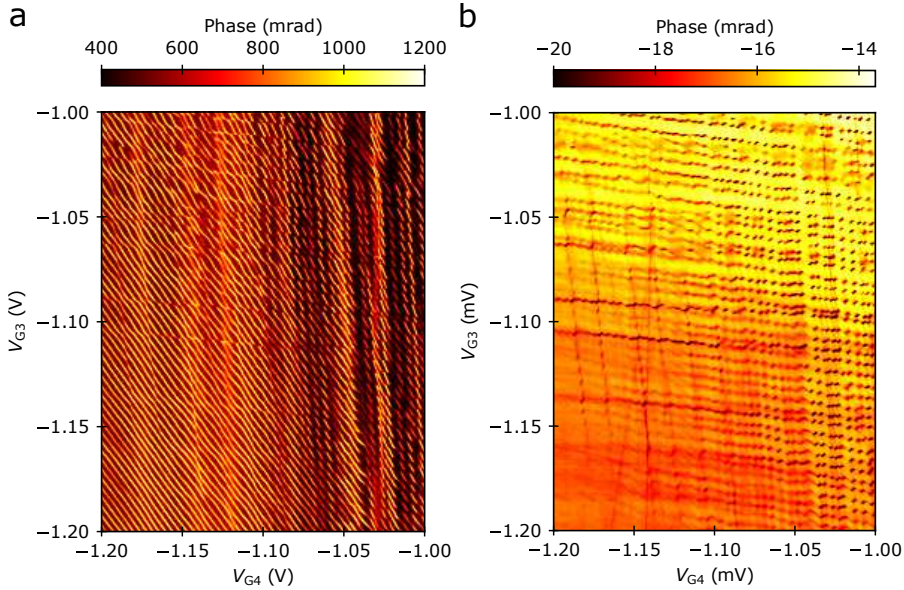 a
b
Phase (mrad)
Phase (mrad)
400 600 800 1000 1200
−20 −18 −16 −14
−1.00
−1.05
−1.10
−1.15
−1.20
VG3 (V)
−1.20 −1.15 −1.10 −1.05 −1.00
VG4 (V)
−1.00
−1.05
−1.10
−1.15
−1.20
VG3 (mV)
−1.20 −1.15 −1.10 −1.05 −1.00
VG4 (mV)